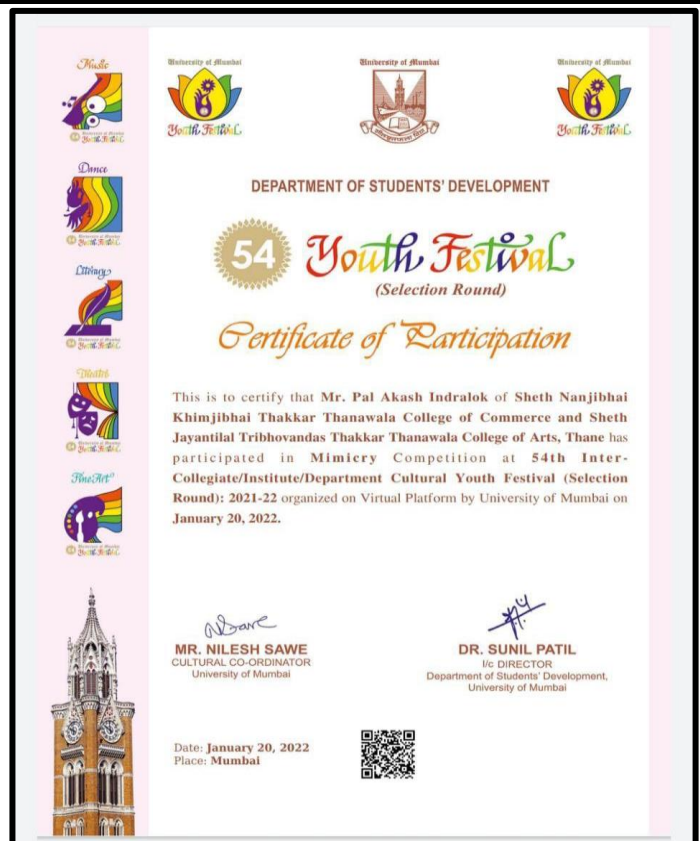 Music
Dance
Literary
Theatre
Fine Art
University of Mumbai
Youth Festival
University of Mumbai
University of Mumbai
Youth Festival
DEPARTMENT OF STUDENTS' DEVELOPMENT
54 Youth Festival
(Selection Round)
Certificate of Participation
This is to certify that Mr. Pal Akash Indralok of Sheth Nanjibhai
Khimjibhai Thakkar Thanawala College of Commerce and Sheth
Jayantilal Tribhovandas Thakkar Thanawala College of Arts, Thane has
participated in Mimicry Competition at 54th Inter-
Collegiate/Institute/Department Cultural Youth Festival (Selection
Round): 2021-22 organized on Virtual Platform by University of Mumbai on
January 20, 2022.
MR. NILESH SAWE
CULTURAL CO-ORDINATOR
University of Mumbai
DR. SUNIL PATIL
I/c DIRECTOR
Department of Students' Development,
University of Mumbai
Date: January 20, 2022
Place: Mumbai